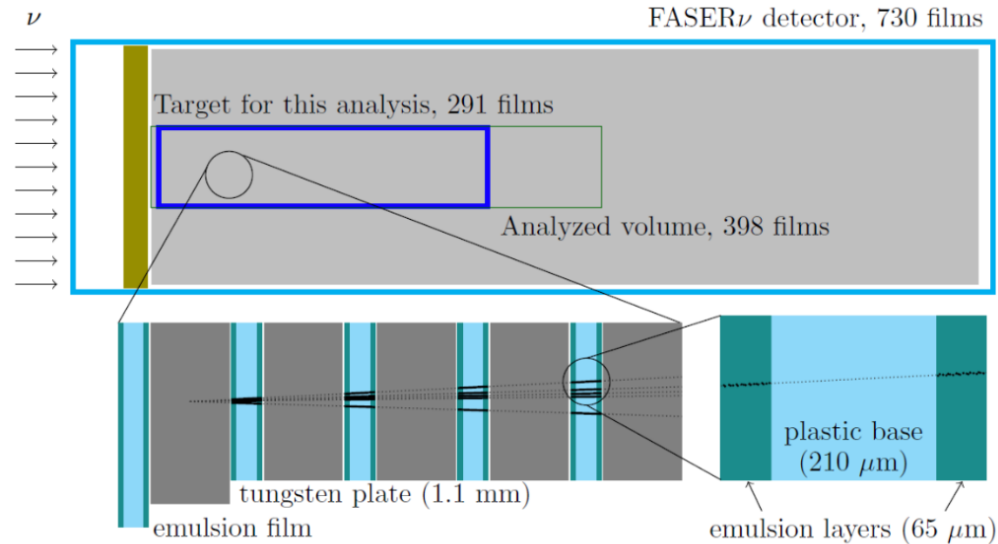 ν
FASERν detector, 730 films
Target for this analysis, 291 films
Analyzed volume, 398 films
tungsten plate (1.1 mm)
emulsion film
plastic base
(210 μm)
emulsion layers (65 μm)